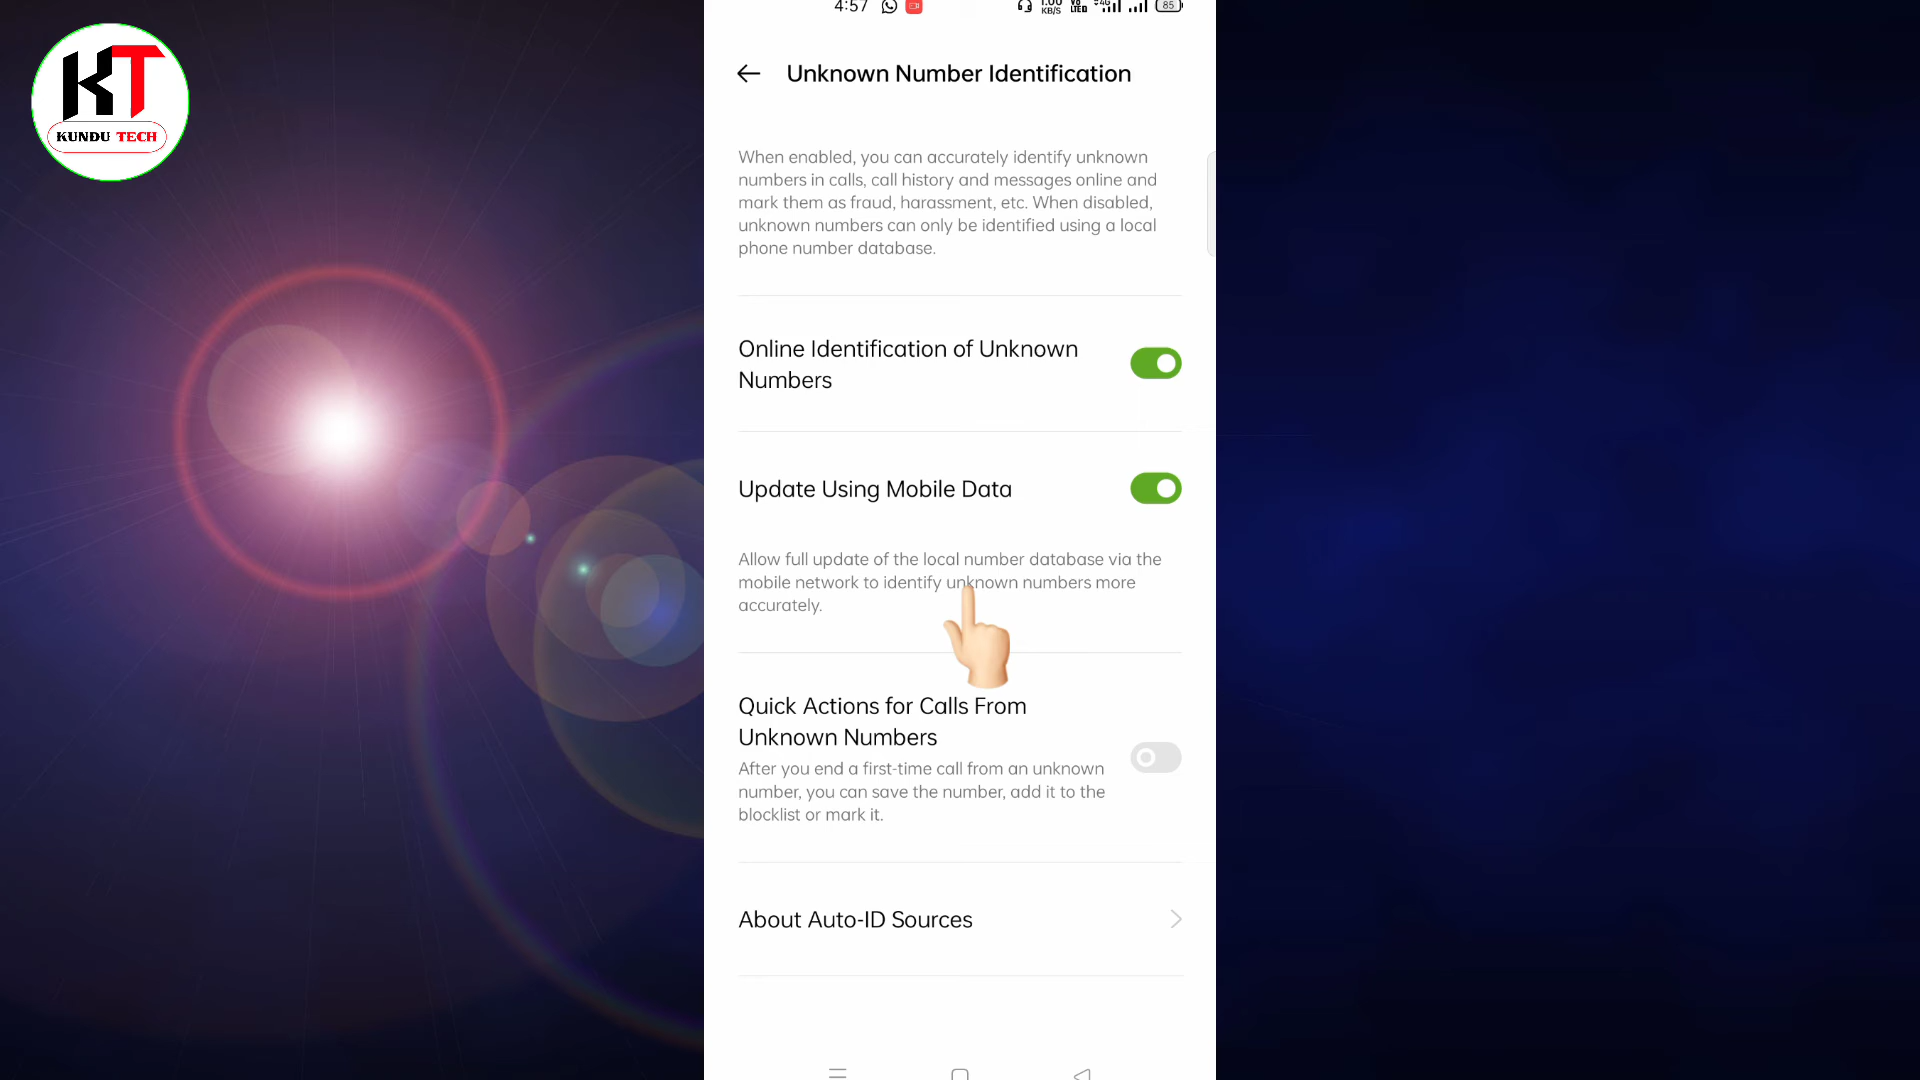 KT
KUNDU TECH
4:57
1.00
KB/S
4G
85
Unknown Number Identification
When enabled, you can accurately identify unknown
numbers in calls, call history and messages online and
mark them as fraud, harassment, etc. When disabled,
unknown numbers can only be identified using a local
phone number database.
Online Identification of Unknown
Numbers
Update Using Mobile Data
Allow full update of the local number database via the
mobile network to identify unknown numbers more
accurately.
Quick Actions for Calls From
Unknown Numbers
After you end a first-time call from an unknown
number, you can save the number, add it to the
blocklist or mark it.
About Auto-ID Sources